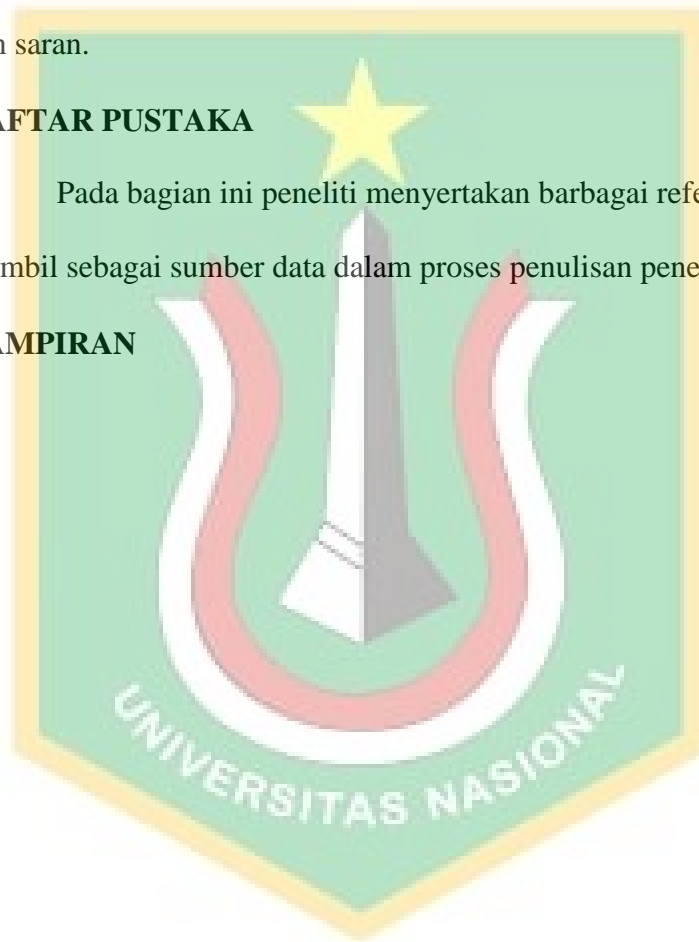 n saran.
AFTAR PUSTAKA
Pada bagian ini peneliti menyertakan barbagai refe
mbil sebagai sumber data dalam proses penulisan pene
AMPIRAN
UNIVERSITAS NASIONAL